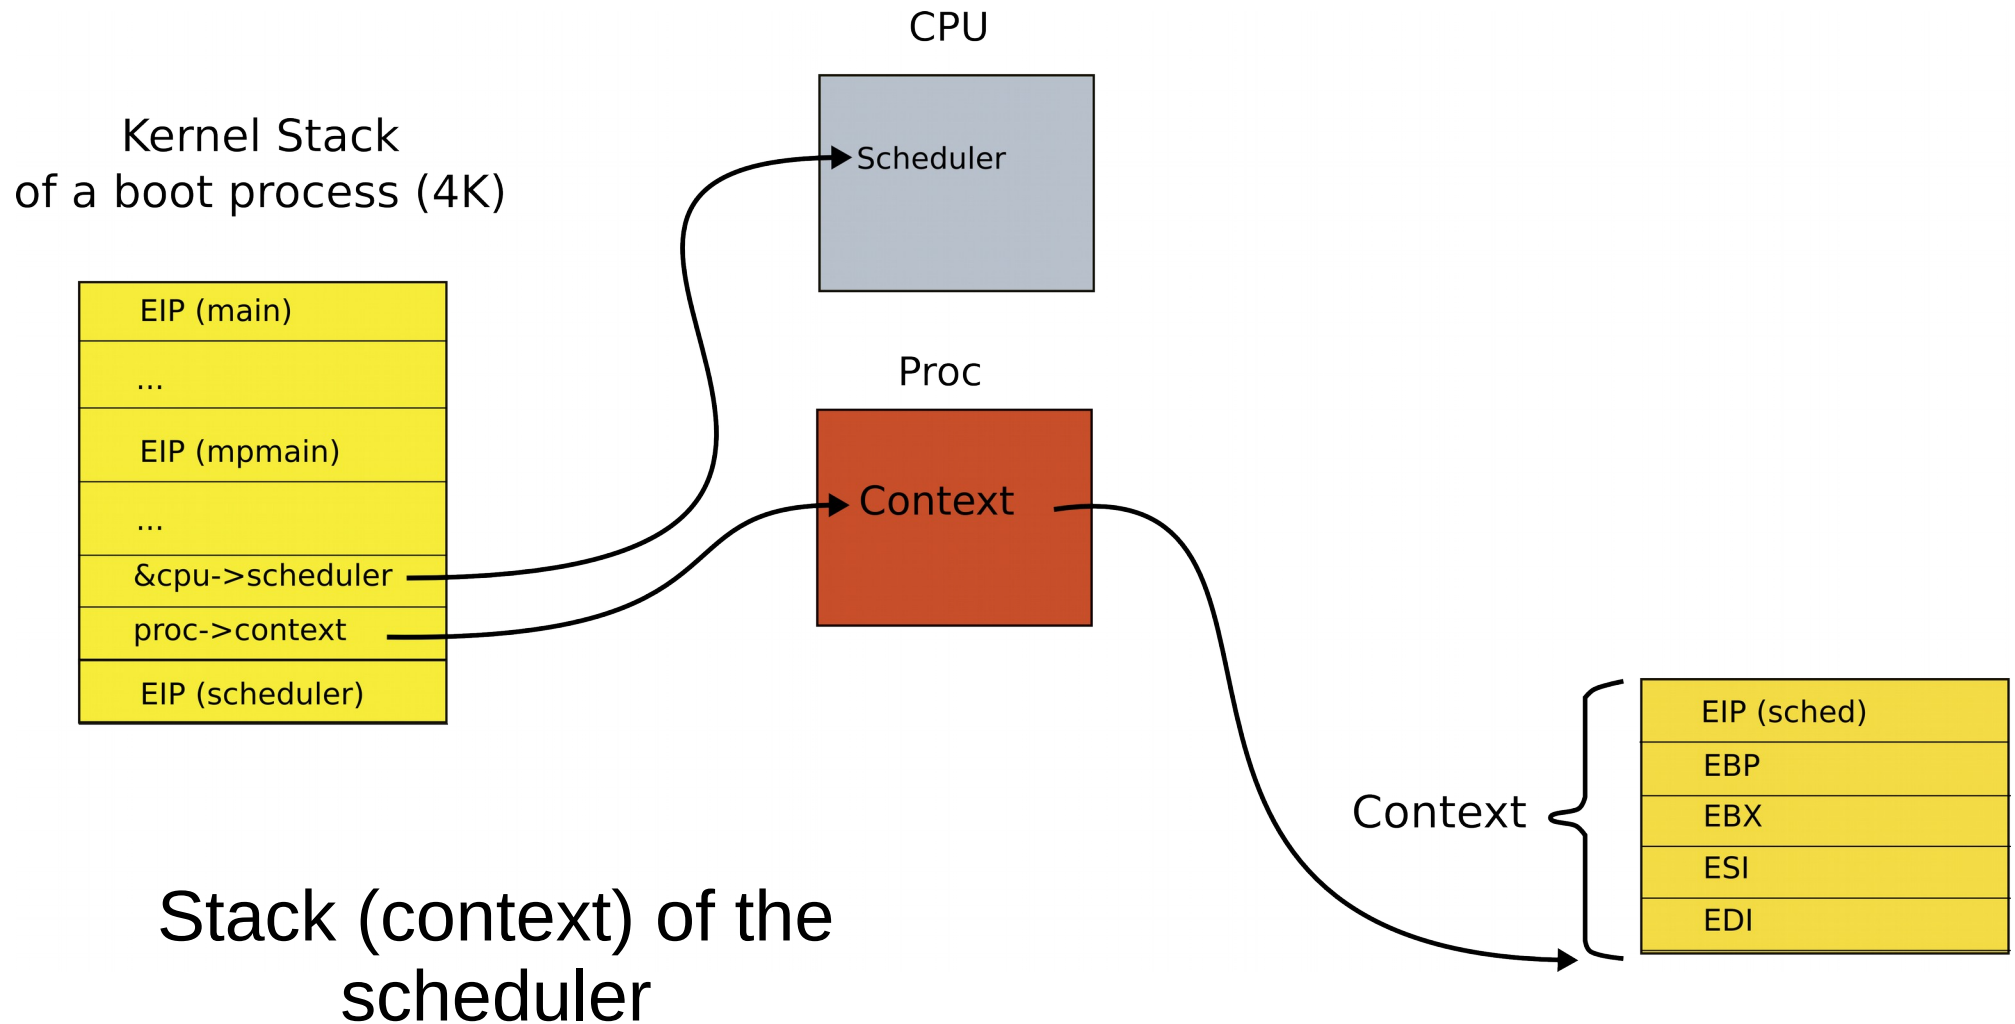 CPU
Scheduler
Kernel Stack
of a boot process (4K)
EIP (main)
...
EIP (mpmain)
...
&cpu->scheduler
proc->context
EIP (scheduler)
Proc
Context
Context
EIP (sched)
EBP
EBX
ESI
EDI
Stack (context) of the
scheduler